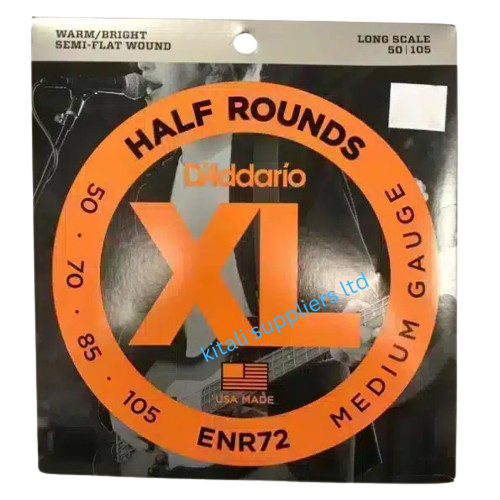 WARM/BRIGHT
SEMI-FLAT WOUND
LONG SCALE
50 | 105
HALF ROUNDS
D'Addario
XL
50 • 70 • 85 • 105
MEDIUM GAUGE
kitali suppliers ltd
USA MADE
ENR72